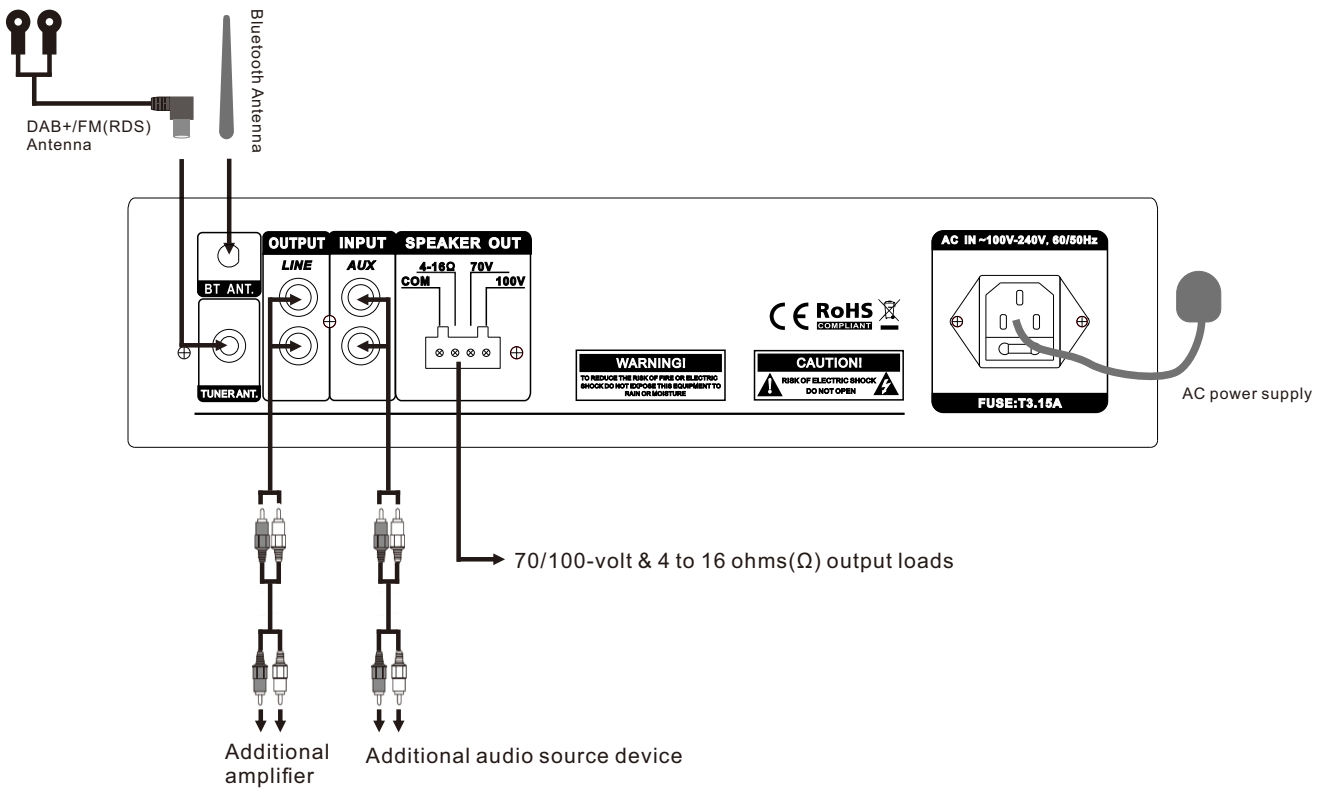 Bluetooth Antenna
DAB+/FM(RDS)
Antenna
OUTPUT
INPUT
SPEAKER OUT
AC IN ~100V-240V, 60/50Hz
LINE
AUX
4-16Ω
70V
COM
100V
BT ANT.
CE RoHS
COMPLIANT
WARNING!
TO REDUCE THE RISK OF FIRE OR ELECTRIC
SHOCK DO NOT EXPOSE THIS EQUIPMENT TO
RAIN OR MOISTURE
CAUTION!
RISK OF ELECTRIC SHOCK
DO NOT OPEN
TUNER ANT.
FUSE:T3.15A
AC power supply
70/100-volt & 4 to 16 ohms(Ω) output loads
Additional
amplifier
Additional audio source device